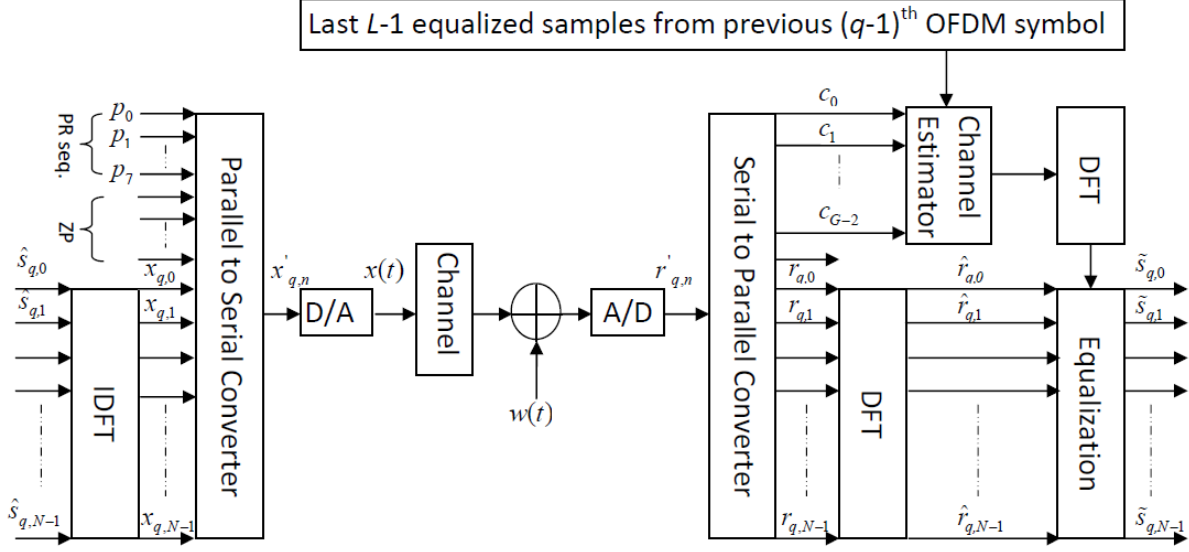 Last L-1 equalized samples from previous (q-1)th OFDM symbol
PR seq.
p0
p1
p7
ZP
ŝq,0
ŝq,1
ŝq,N-1
IDFT
xq,0
xq,1
xq,N-1
Parallel to Serial Converter
x'q,n
D/A
x(t)
Channel
w(t)
A/D
r'q,n
Serial to Parallel Converter
c0
c1
cG-2
Channel Estimator
DFT
rq,0
rq,1
rq,N-1
DFT
r̂q,0
r̂q,1
r̂q,N-1
Equalization
s̃q,0
s̃q,1
s̃q,N-1